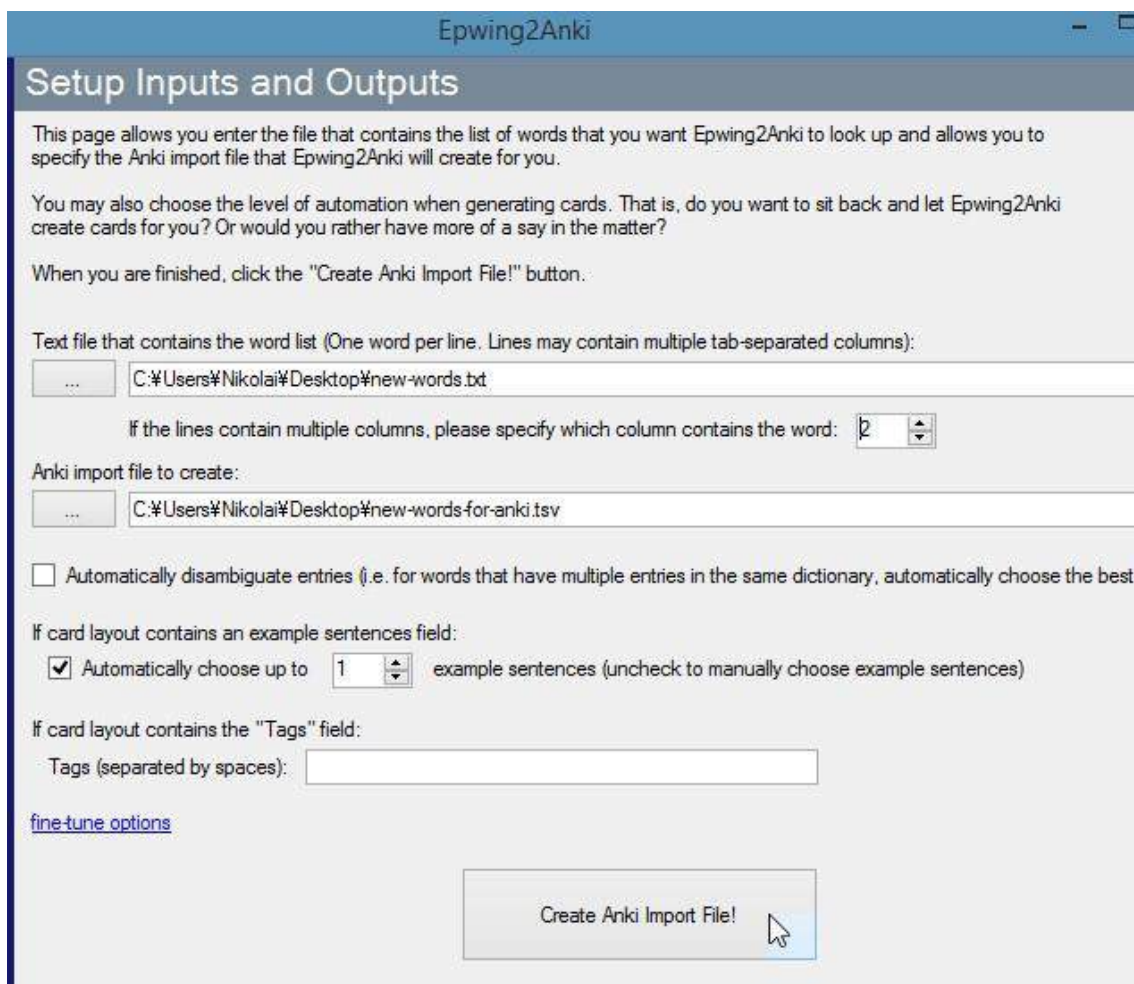 Epwing2Anki
Setup Inputs and Outputs
This page allows you enter the file that contains the list of words that you want Epwing2Anki to look up and allows you to
specify the Anki import file that Epwing2Anki will create for you.
You may also choose the level of automation when generating cards. That is, do you want to sit back and let Epwing2Anki
create cards for you? Or would you rather have more of a say in the matter?
When you are finished, click the "Create Anki Import File!" button.
Text file that contains the word list (One word per line. Lines may contain multiple tab-separated columns):
... C:¥Users¥Nikolai¥Desktop¥new-words.txt
If the lines contain multiple columns, please specify which column contains the word: 2
Anki import file to create:
... C:¥Users¥Nikolai¥Desktop¥new-words-for-anki.tsv
Automatically disambiguate entries (i.e. for words that have multiple entries in the same dictionary, automatically choose the best
If card layout contains an example sentences field:
Automatically choose up to 1 example sentences (uncheck to manually choose example sentences)
If card layout contains the "Tags" field:
Tags (separated by spaces):
fine-tune options
Create Anki Import File!